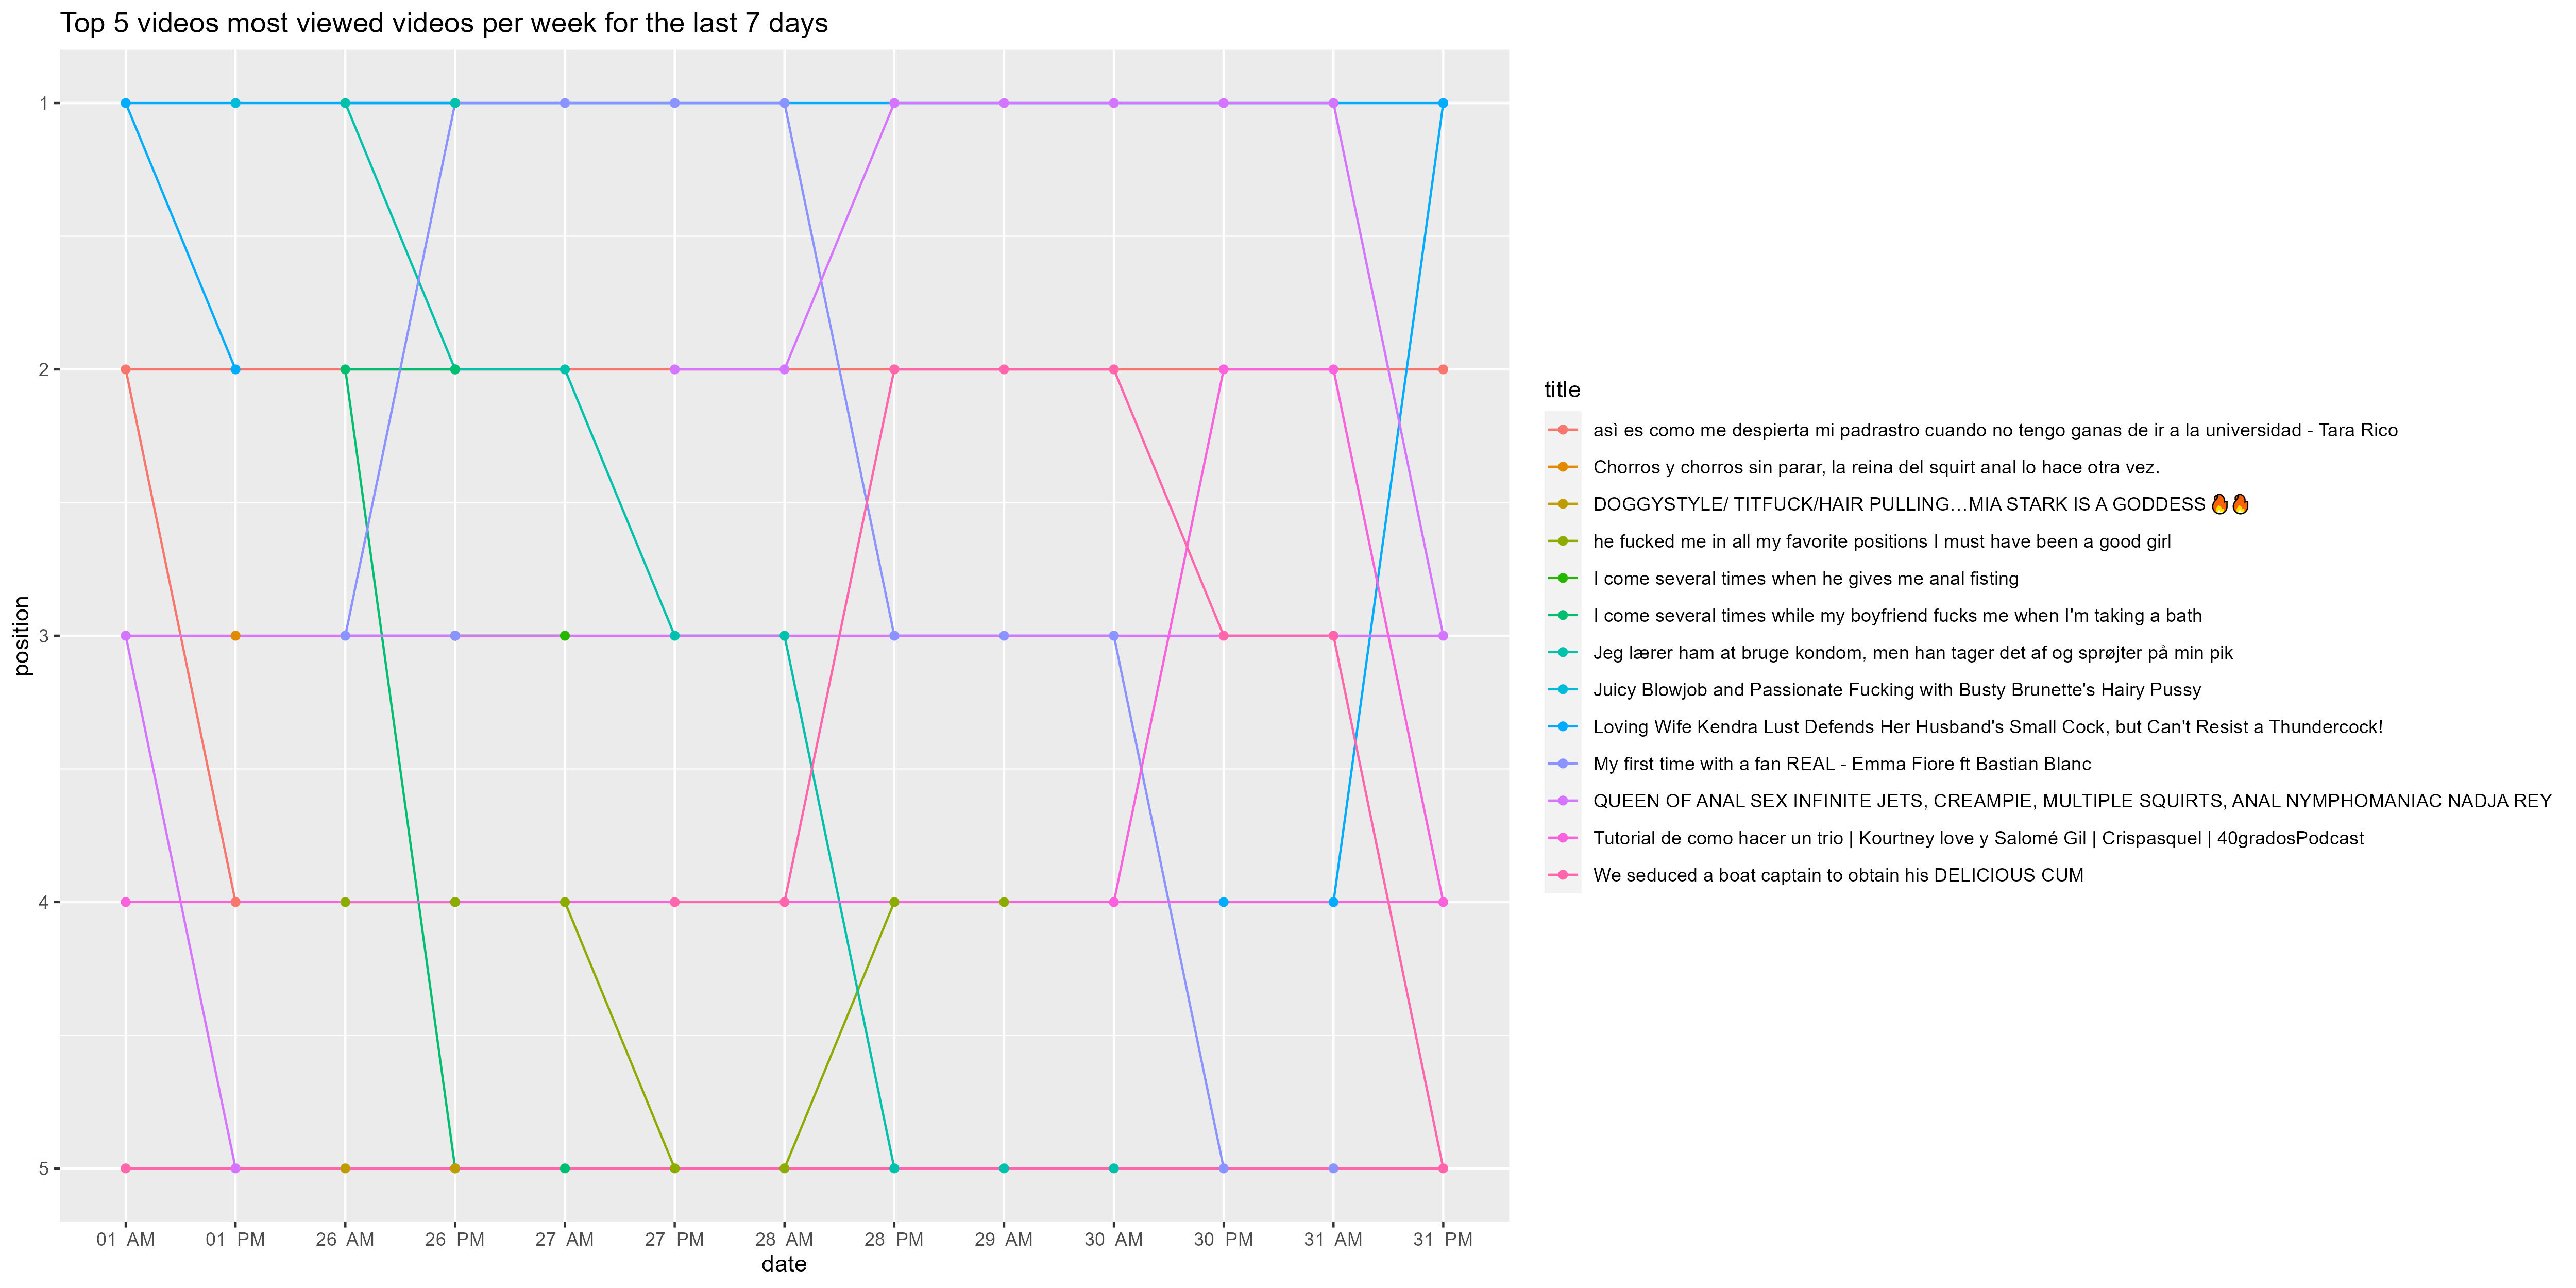 Top 5 videos most viewed videos per week for the last 7 days
position
1
2
3
4
5
01 AM
01 PM
26 AM
26 PM
27 AM
27 PM
28 AM
28 PM
29 AM
30 AM
30 PM
31 AM
31 PM
date
title
asì es como me despierta mi padrastro cuando no tengo ganas de ir a la universidad - Tara Rico
Chorros y chorros sin parar, la reina del squirt anal lo hace otra vez.
DOGGYSTYLE/ TITFUCK/HAIR PULLING…MIA STARK IS A GODDESS 🔥🔥
he fucked me in all my favorite positions I must have been a good girl
I come several times when he gives me anal fisting
I come several times while my boyfriend fucks me when I'm taking a bath
Jeg lærer ham at bruge kondom, men han tager det af og sprøjter på min pik
Juicy Blowjob and Passionate Fucking with Busty Brunette's Hairy Pussy
Loving Wife Kendra Lust Defends Her Husband's Small Cock, but Can't Resist a Thundercock!
My first time with a fan REAL - Emma Fiore ft Bastian Blanc
QUEEN OF ANAL SEX INFINITE JETS, CREAMPIE, MULTIPLE SQUIRTS, ANAL NYMPHOMANIAC NADJA REY
Tutorial de como hacer un trio | Kourtney love y Salomé Gil | Crispasquel | 40gradosPodcast
We seduced a boat captain to obtain his DELICIOUS CUM